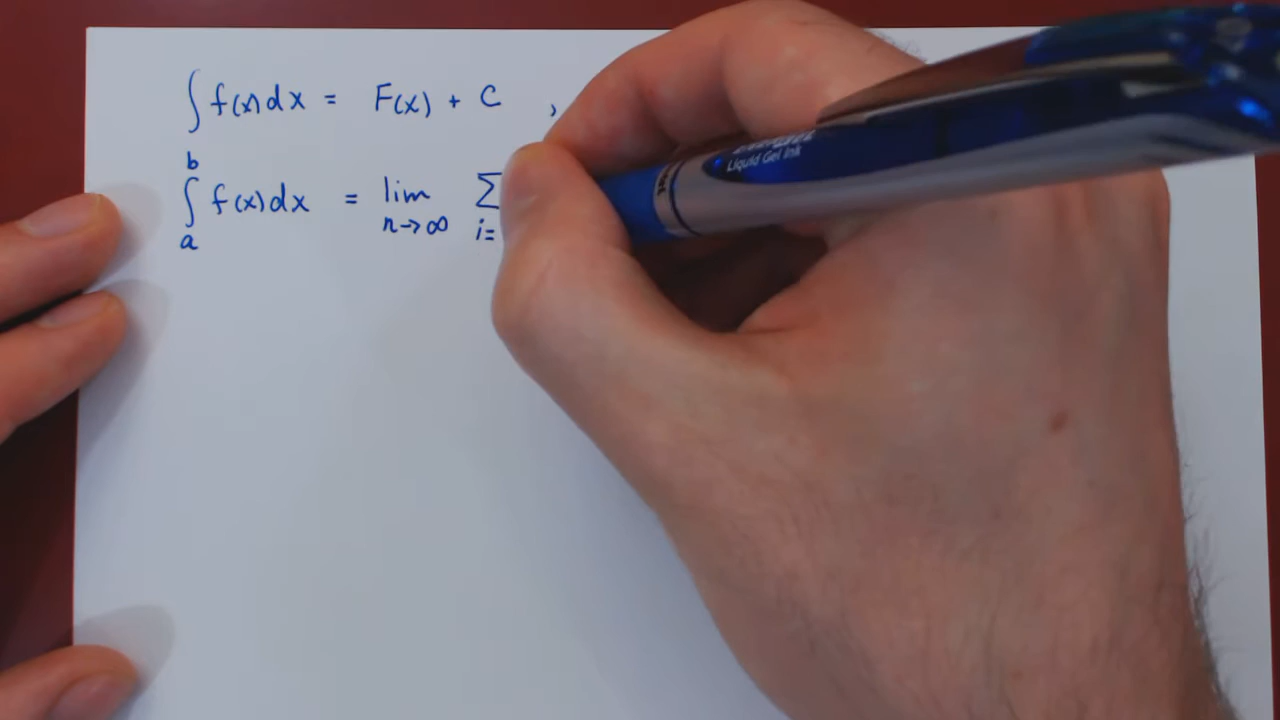 ∫ f(x) dx = F(x) + C ,
b
∫ f(x) dx = lim ∑
a n→∞ i=
Liquid Gel Ink